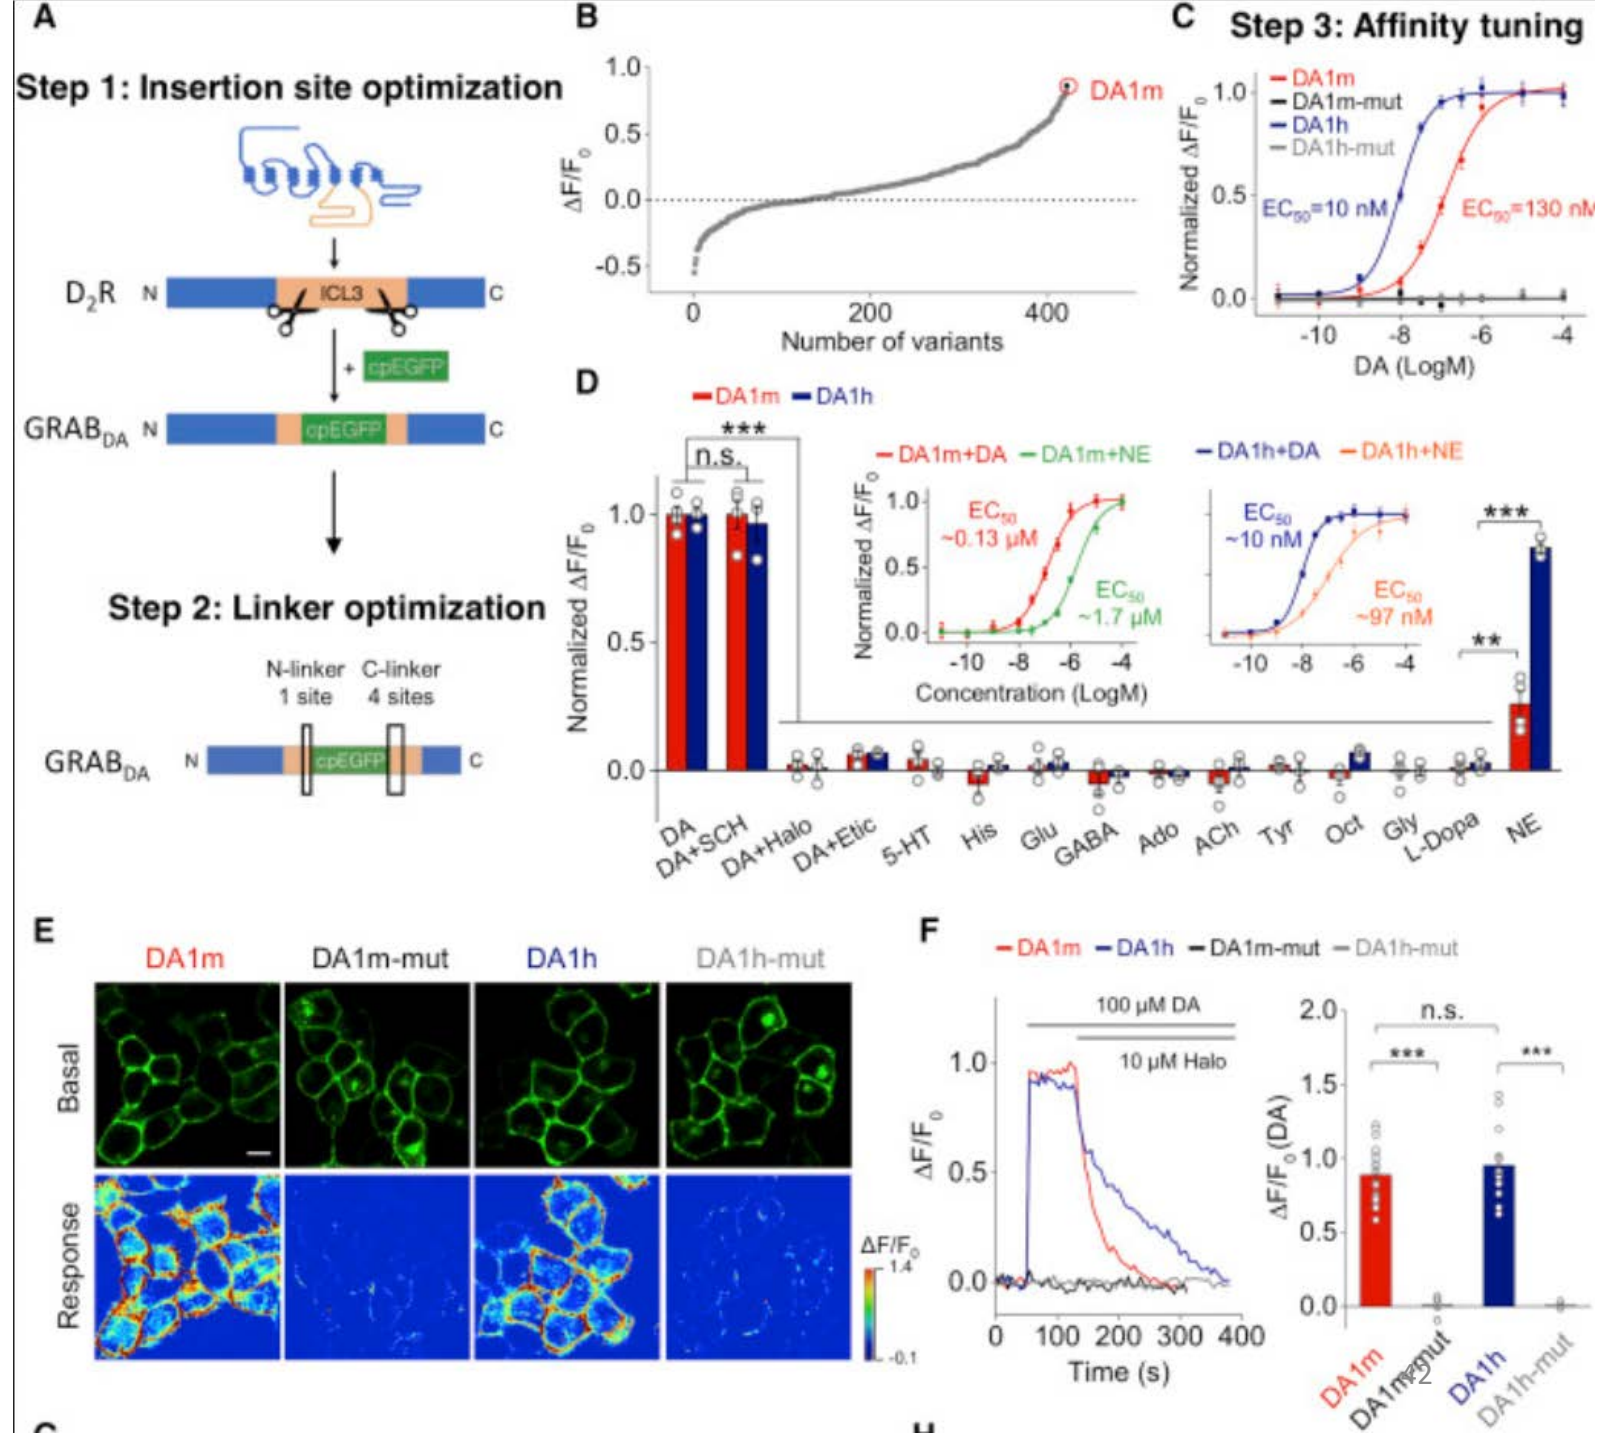 A
Step 1: Insertion site optimization
D2R N ICL3 C
+ cpEGFP
GRABDA N cpEGFP C
Step 2: Linker optimization
N-linker C-linker
1 site 4 sites
GRABDA N cpEGFP C
B
1.0
0.5
0.0
-0.5
ΔF/F0
DA1m
0 200 400
Number of variants
C
Step 3: Affinity tuning
DA1m
DA1m-mut
DA1h
DA1h-mut
1.0
0.5
0.0
Normalized ΔF/F0
EC50=10 nM EC50=130 nM
-10 -8 -6 -4
DA (LogM)
D
DA1m DA1h
***
n.s.
1.0
0.5
0.0
Normalized ΔF/F0
DA1m+DA DA1m+NE
1.0
0.5
0.0
Normalized ΔF/F0
EC50
~0.13 µM
EC50
~1.7 µM
-10 -8 -6 -4
Concentration (LogM)
DA1h+DA DA1h+NE
EC50
~10 nM
EC50
~97 nM
-10 -8 -6 -4
***
**
DA
DA+SCH
DA+Halo
DA+Etic
5-HT
His
Glu
GABA
Ado
ACh
Tyr
Oct
Gly
L-Dopa
NE
E
DA1m DA1m-mut DA1h DA1h-mut
Basal
Response
ΔF/F0
1.4
-0.1
F
DA1m DA1h DA1m-mut DA1h-mut
100 µM DA
10 µM Halo
1.0
0.5
0.0
ΔF/F0
0 100 200 300 400
Time (s)
2.0
1.5
1.0
0.5
0.0
ΔF/F0(DA)
n.s.
*** ***
DA1m
DA1m-mut
DA1h
DA1h-mut